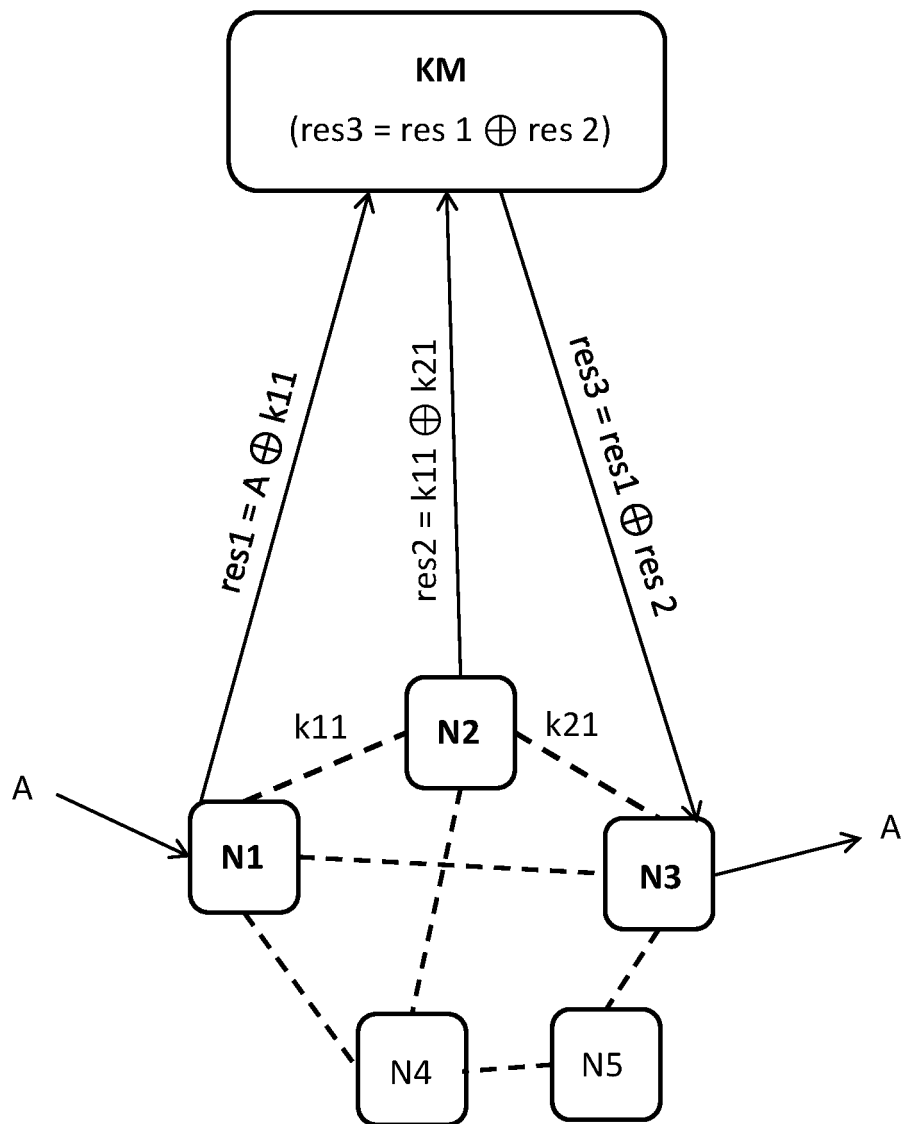 KM
(res3 = res 1 ⊕ res 2)
res1 = A ⊕ k11
res2 = k11 ⊕ k21
res3 = res1 ⊕ res 2
k11
N2
k21
A
N1
N3
A
N4
N5